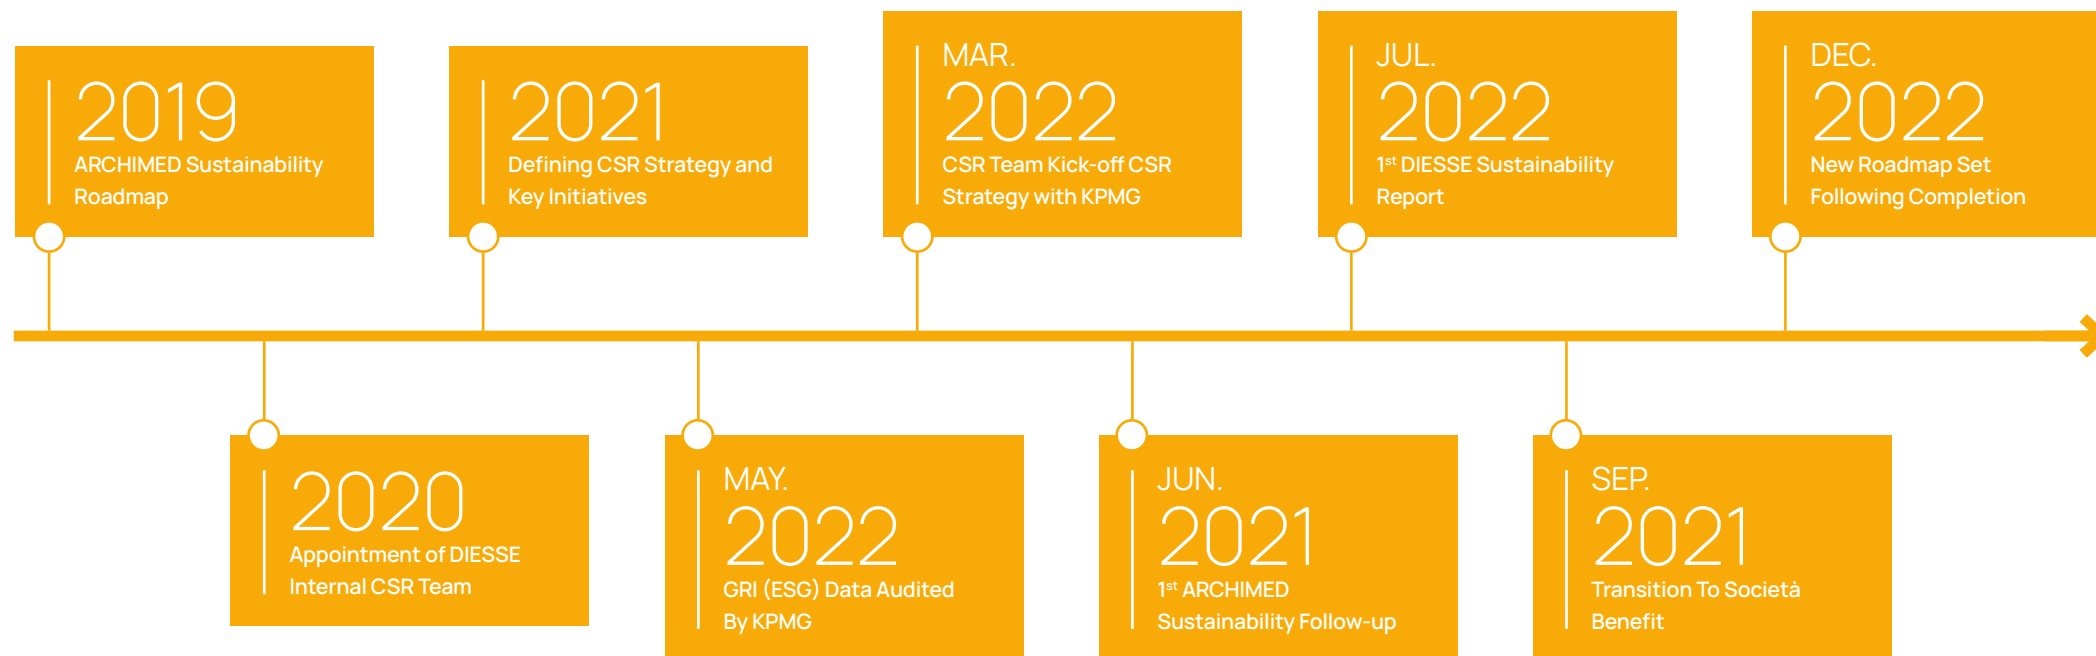 2019
ARCHIMED Sustainability
Roadmap
2021
Defining CSR Strategy and
Key Initiatives
MAR.
2022
CSR Team Kick-off CSR
Strategy with KPMG
JUL.
2022
1st DIESSE Sustainability
Report
DEC.
2022
New Roadmap Set
Following Completion
2020
Appointment of DIESSE
Internal CSR Team
MAY.
2022
GRI (ESG) Data Audited
By KPMG
JUN.
2021
1st ARCHIMED
Sustainability Follow-up
SEP.
2021
Transition To Società
Benefit